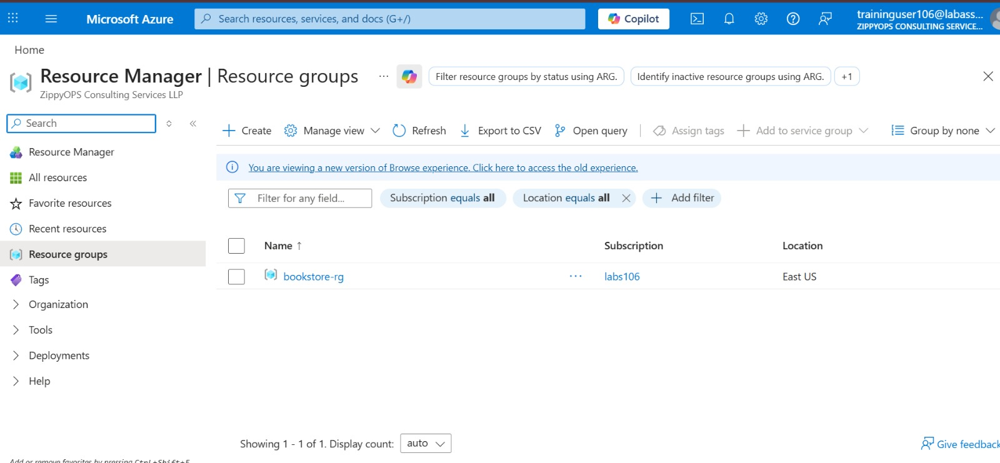 Microsoft Azure
Search resources, services, and docs (G+/)
Copilot
traininguser106@labass...
ZIPPYOPS CONSULTING SERVICE...
Home
Resource Manager | Resource groups
...
Filter resource groups by status using ARG.
Identify inactive resource groups using ARG.
+1
ZippyOPS Consulting Services LLP
Search
Create
Manage view
Refresh
Export to CSV
Open query
Assign tags
Add to service group
Group by none
Resource Manager
All resources
Favorite resources
Recent resources
Resource groups
Tags
Organization
Tools
Deployments
Help
You are viewing a new version of Browse experience. Click here to access the old experience.
Filter for any field...
Subscription equals all
Location equals all
Add filter
Name ↑
Subscription
Location
bookstore-rg
...
labs106
East US
Showing 1 - 1 of 1. Display count:
auto
Give feedback
Add or remove favorites by pressing Ctrl+Shift+F